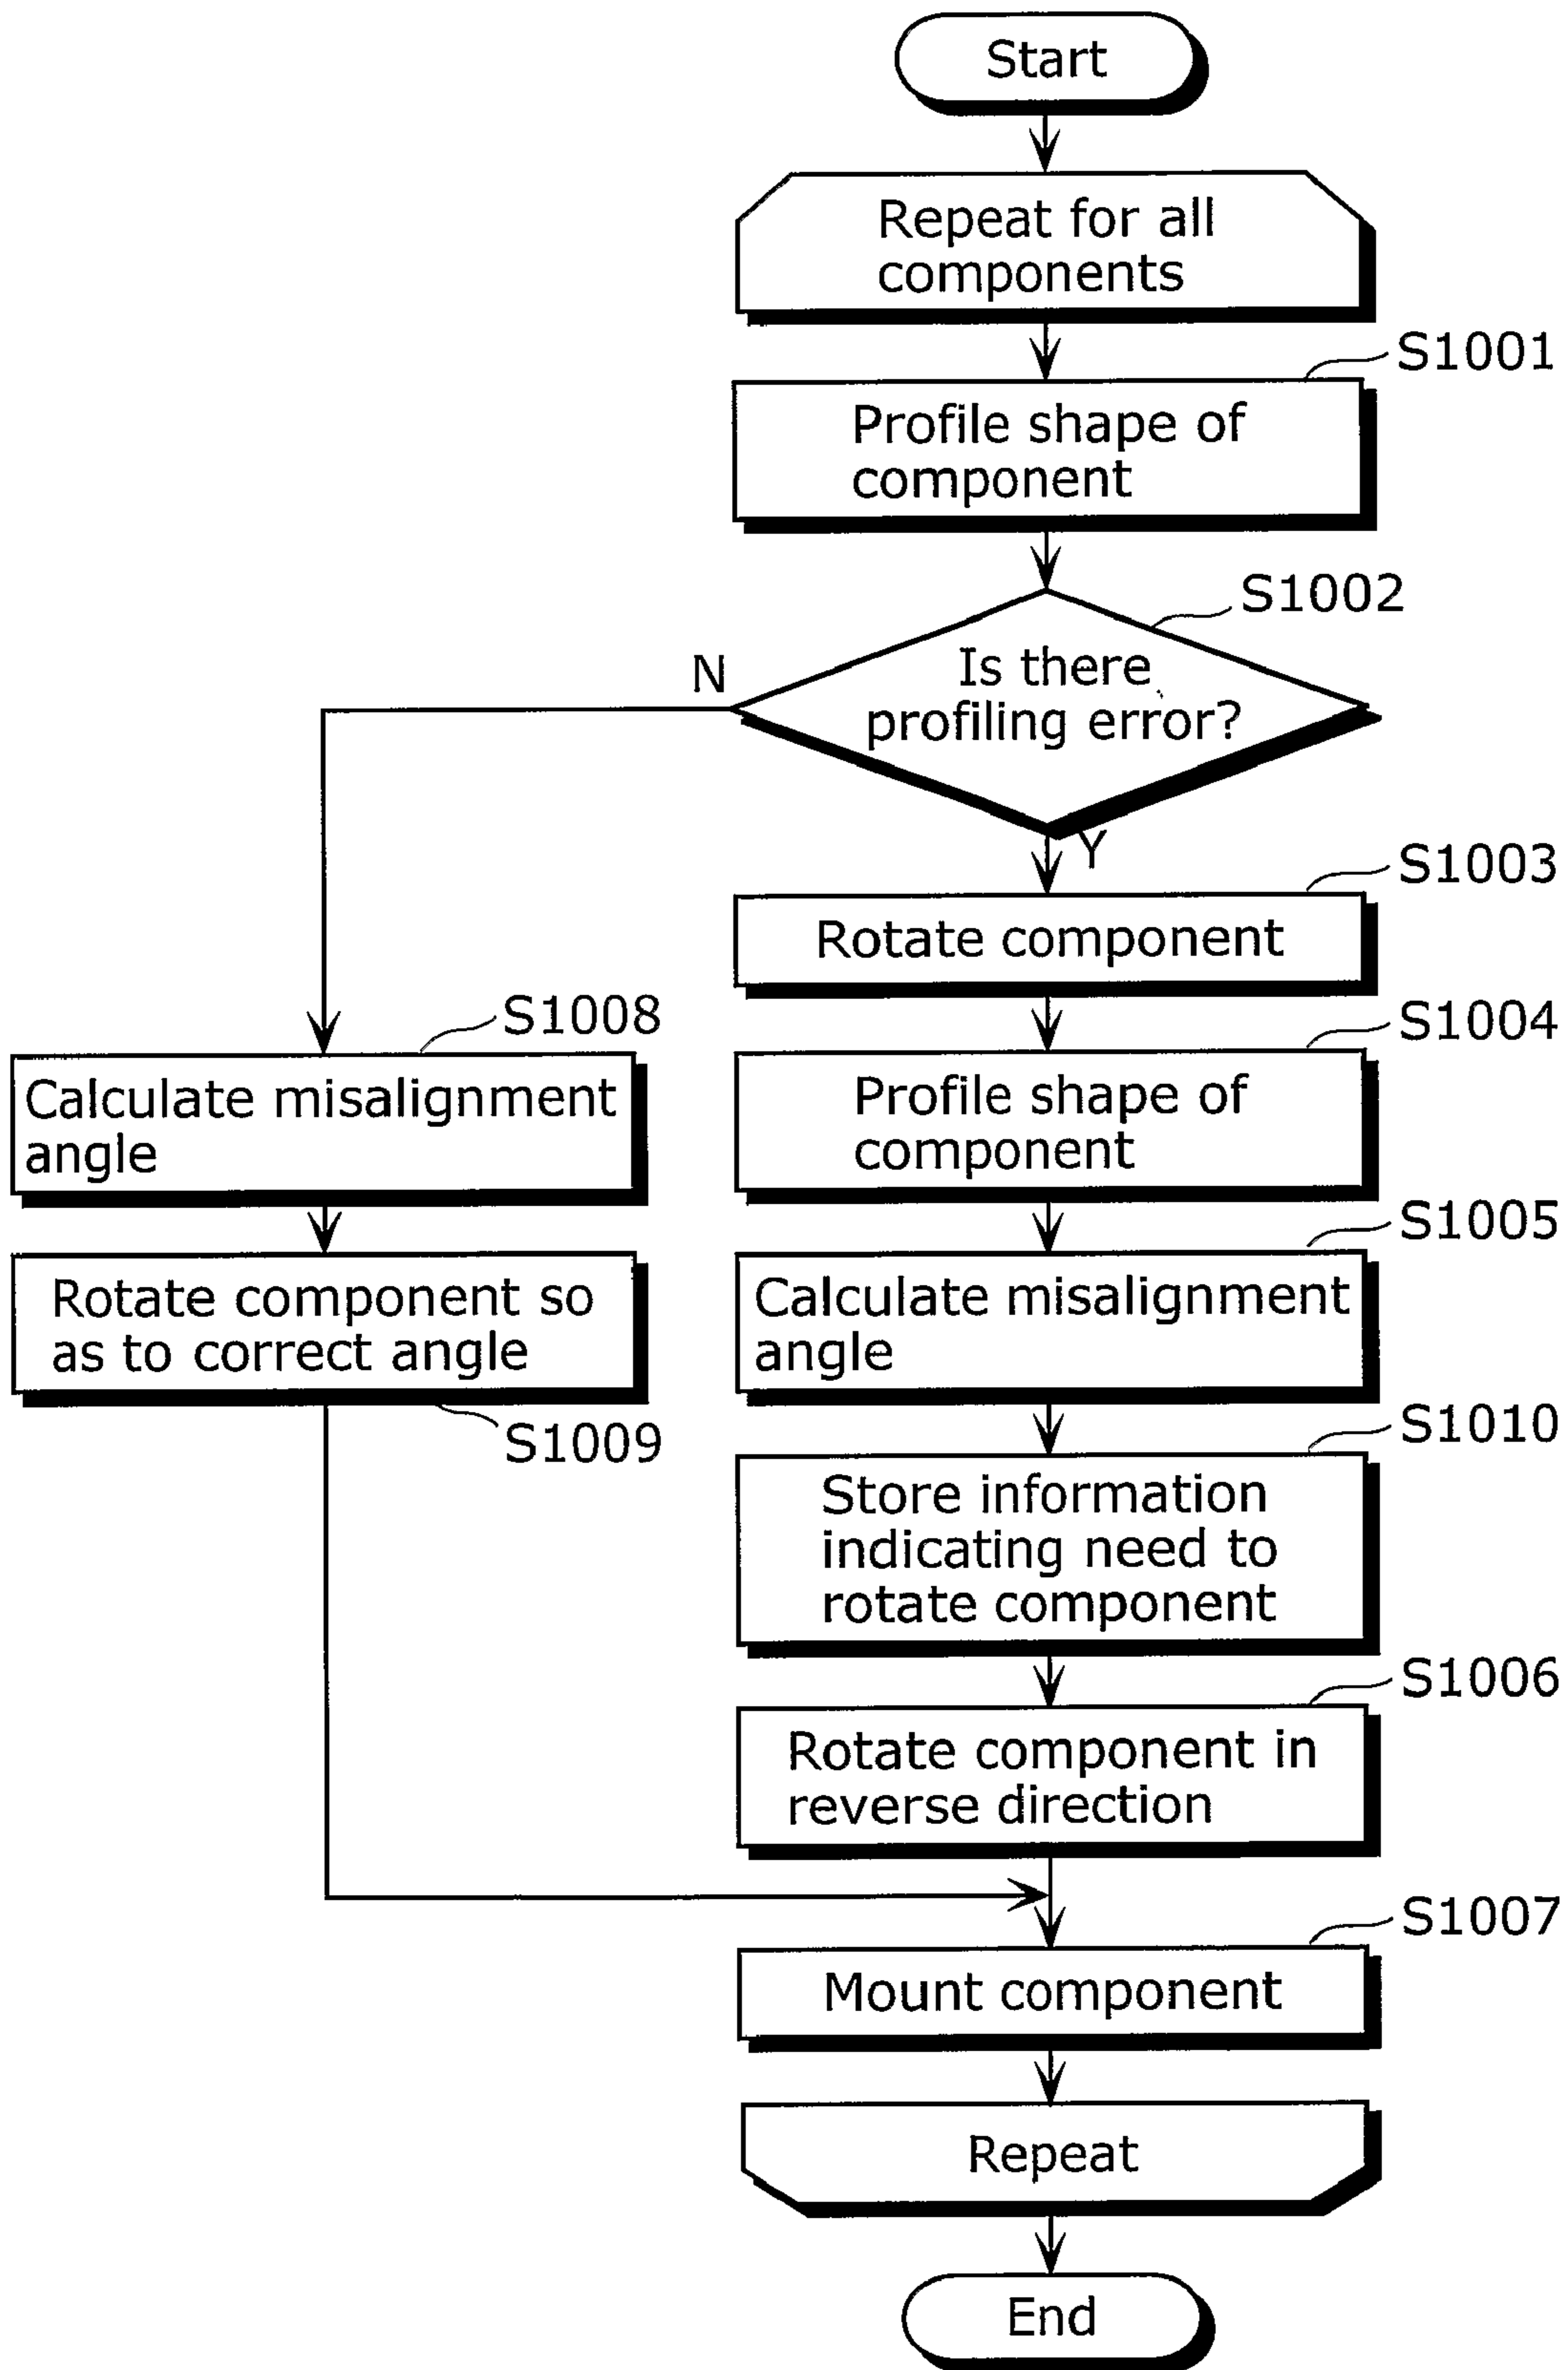 Start
Repeat for all
components
S1001
Profile shape of
component
S1002
Is there
profiling error?
N
Y
S1003
Rotate component
S1004
Profile shape of
component
S1008
Calculate misalignment
angle
S1005
Calculate misalignment
angle
Rotate component so
as to correct angle
S1009
S1010
Store information
indicating need to
rotate component
S1006
Rotate component in
reverse direction
S1007
Mount component
Repeat
End